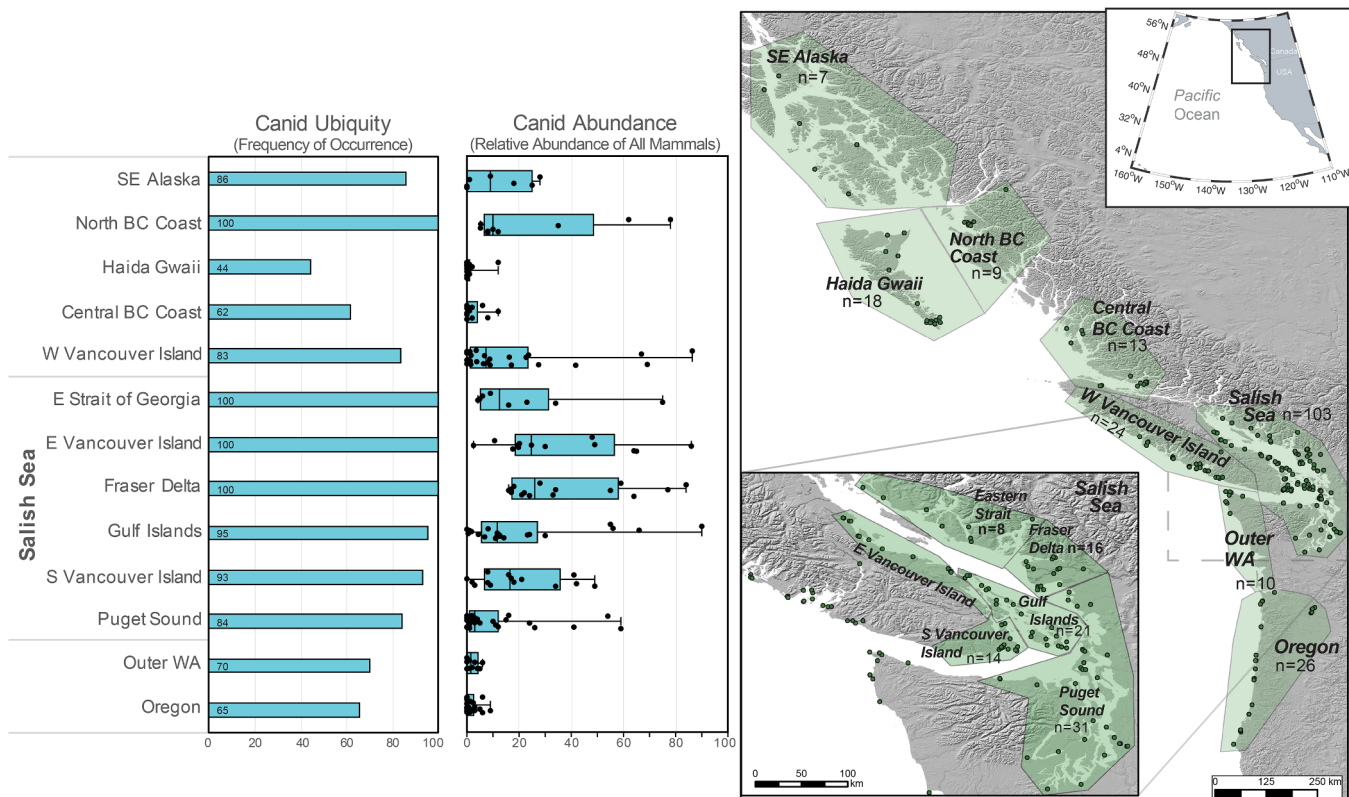 Canid Ubiquity
(Frequency of Occurrence)
Canid Abundance
(Relative Abundance of All Mammals)
SE Alaska
86
North BC Coast
100
Haida Gwaii
44
Central BC Coast
62
W Vancouver Island
83
Salish Sea
E Strait of Georgia
100
E Vancouver Island
100
Fraser Delta
100
Gulf Islands
95
S Vancouver Island
93
Puget Sound
84
Outer WA
70
Oregon
65
0 20 40 60 80 100
0 20 40 60 80 100
SE Alaska
n=7
North BC
Coast
n=9
Haida Gwaii
n=18
Central
BC Coast
n=13
W Vancouver Island
n=24
Salish
Sea n=103
Outer
WA
n=10
Oregon
n=26
0 125 250 km
56°N
48°N
40°N
32°N
4°N
160°W
150°W
140°W
130°W
120°W
110°W
Canada
USA
Pacific
Ocean
Salish
Sea
Eastern
Strait
n=8
Fraser
Delta n=16
E Vancouver Island
Gulf
Islands
n=21
S Vancouver
Island
n=14
Puget
Sound
n=31
0 50 100
km